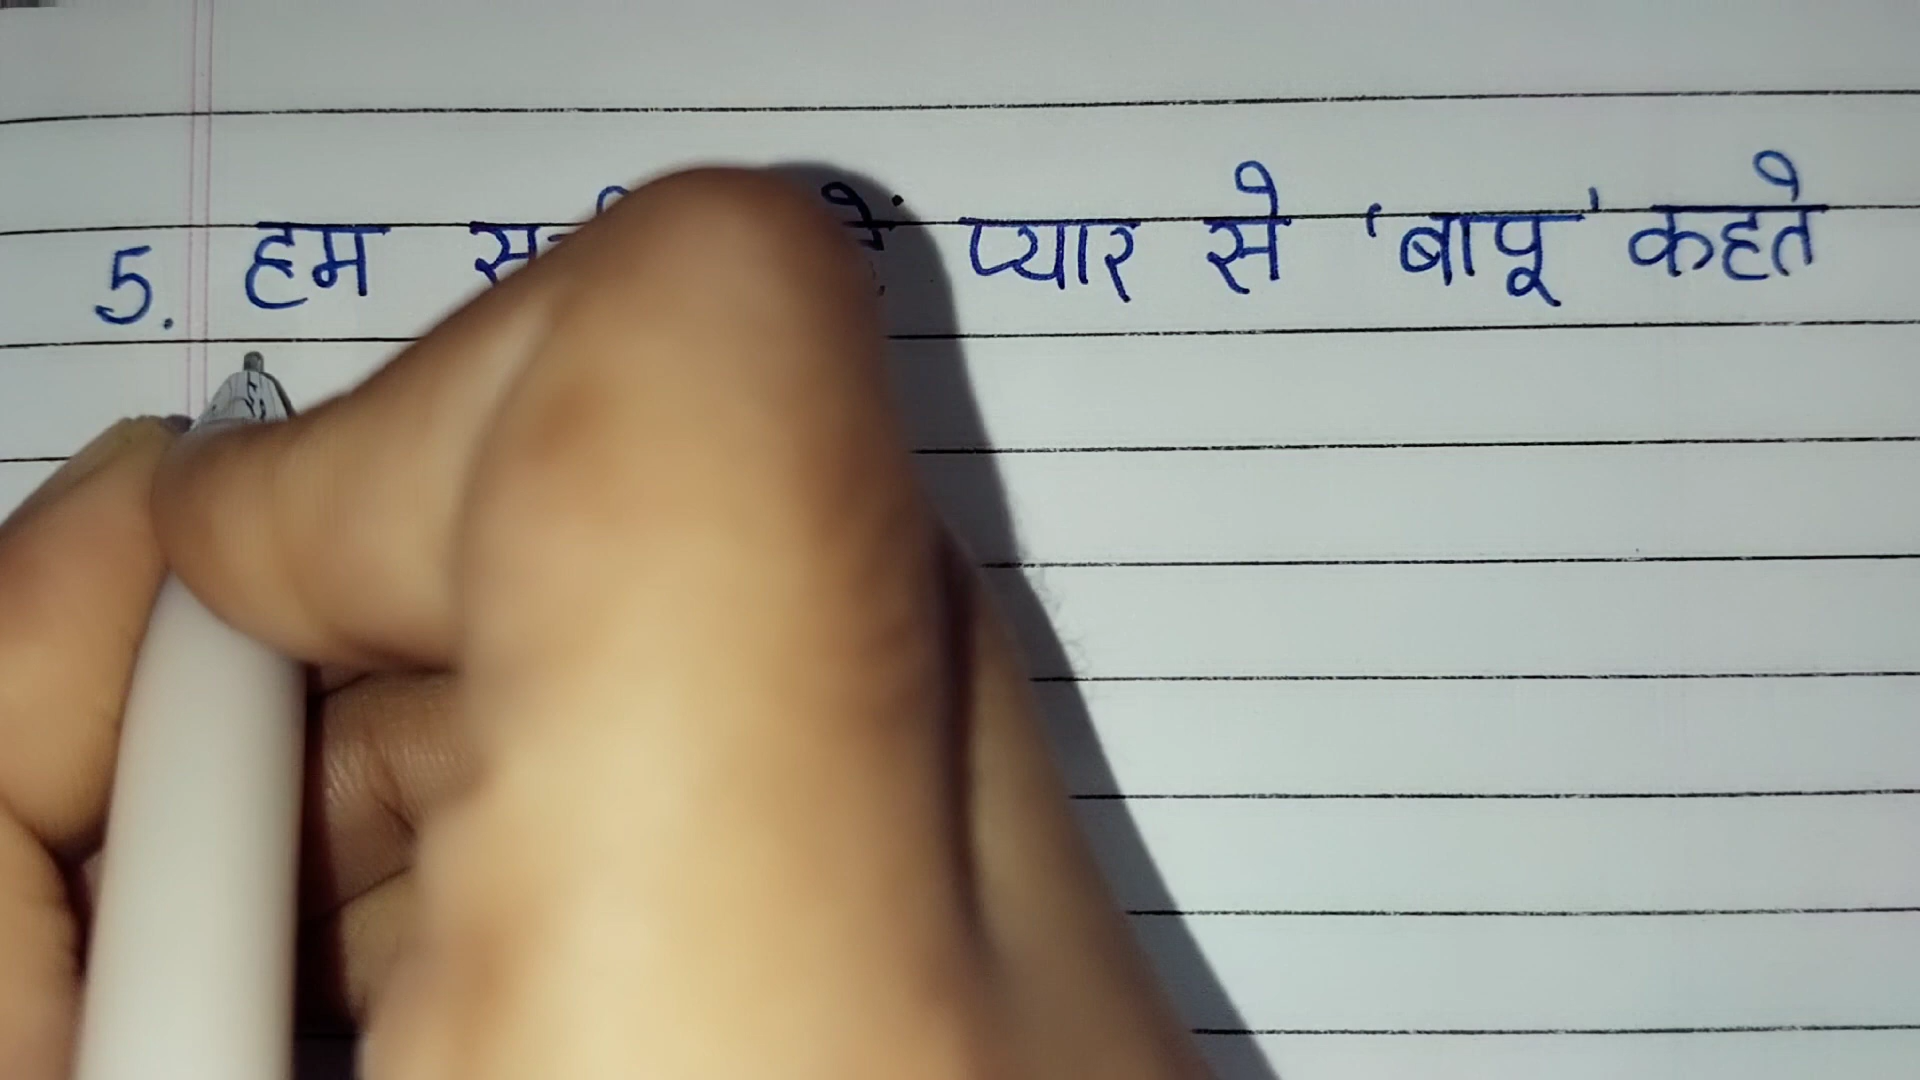 5. हम प्यार से 'बापू' कहते